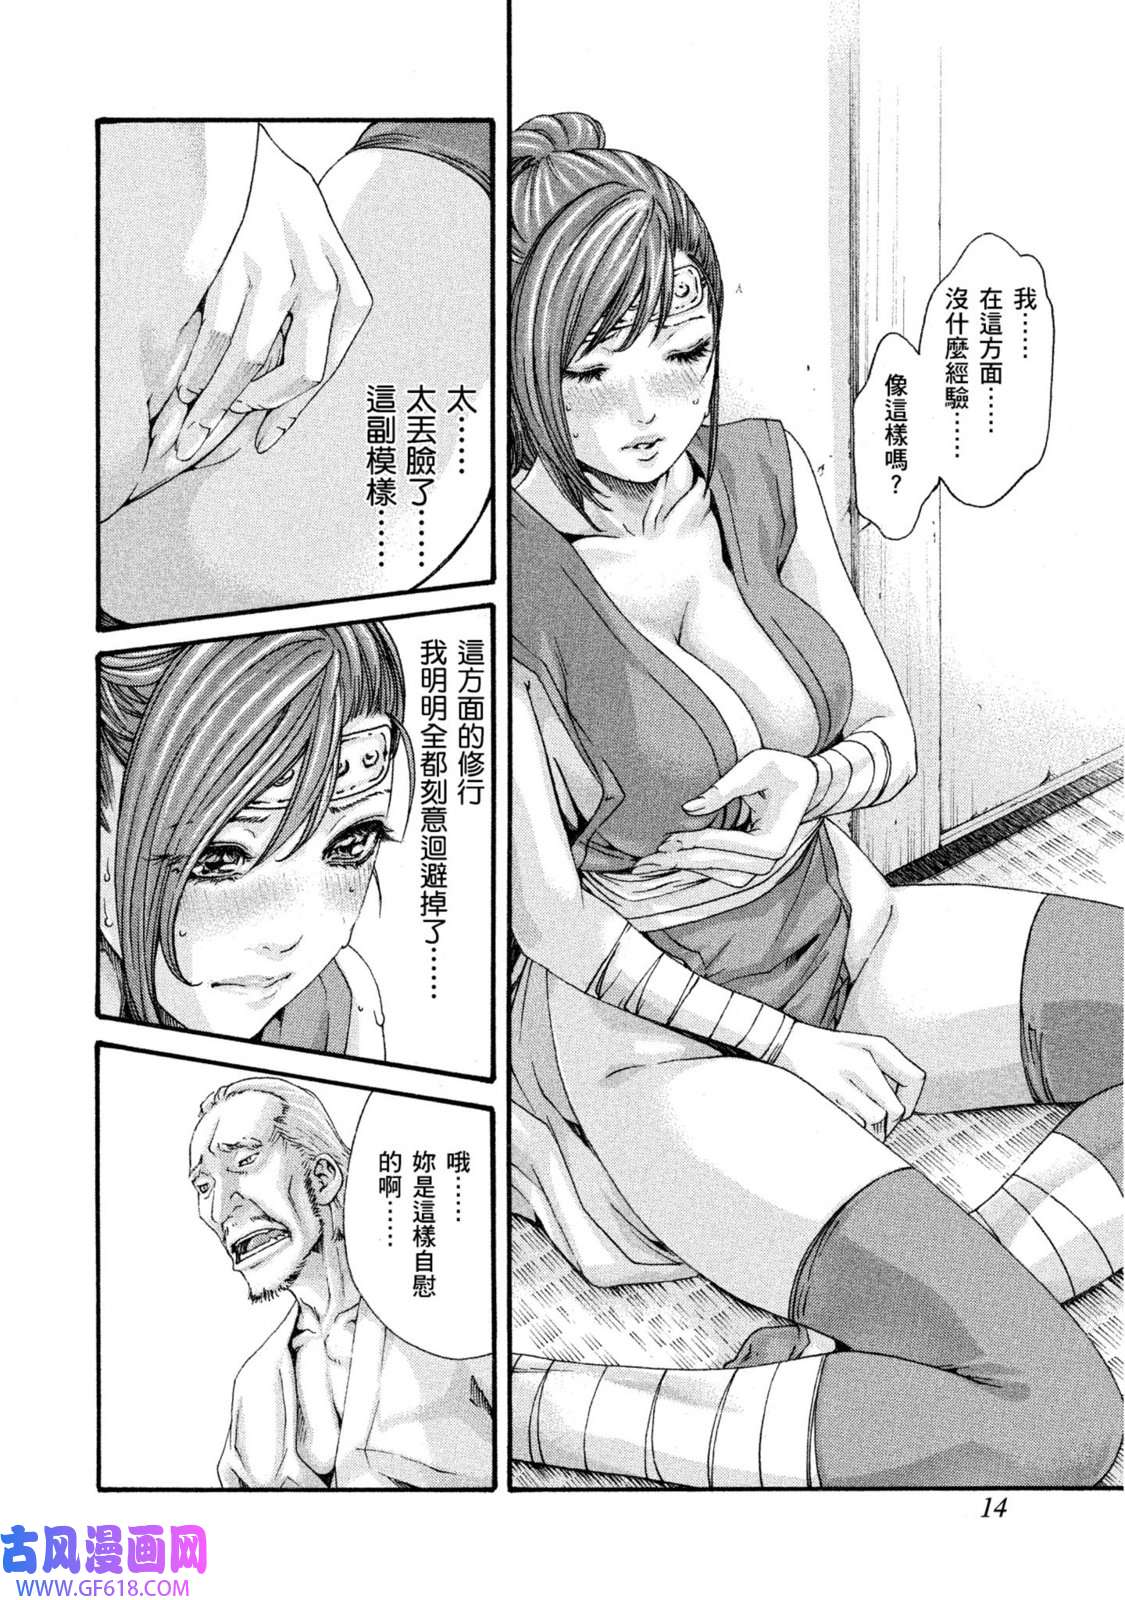 我……
在這方面……
沒什麼經驗……
像這樣嗎？
太……
太丟臉了……
這副模樣……
這方面的修行
我明明全都刻意迴避掉了……
哦……
妳是這樣自慰
的啊……
14
古风漫画网
WWW.GF618.COM